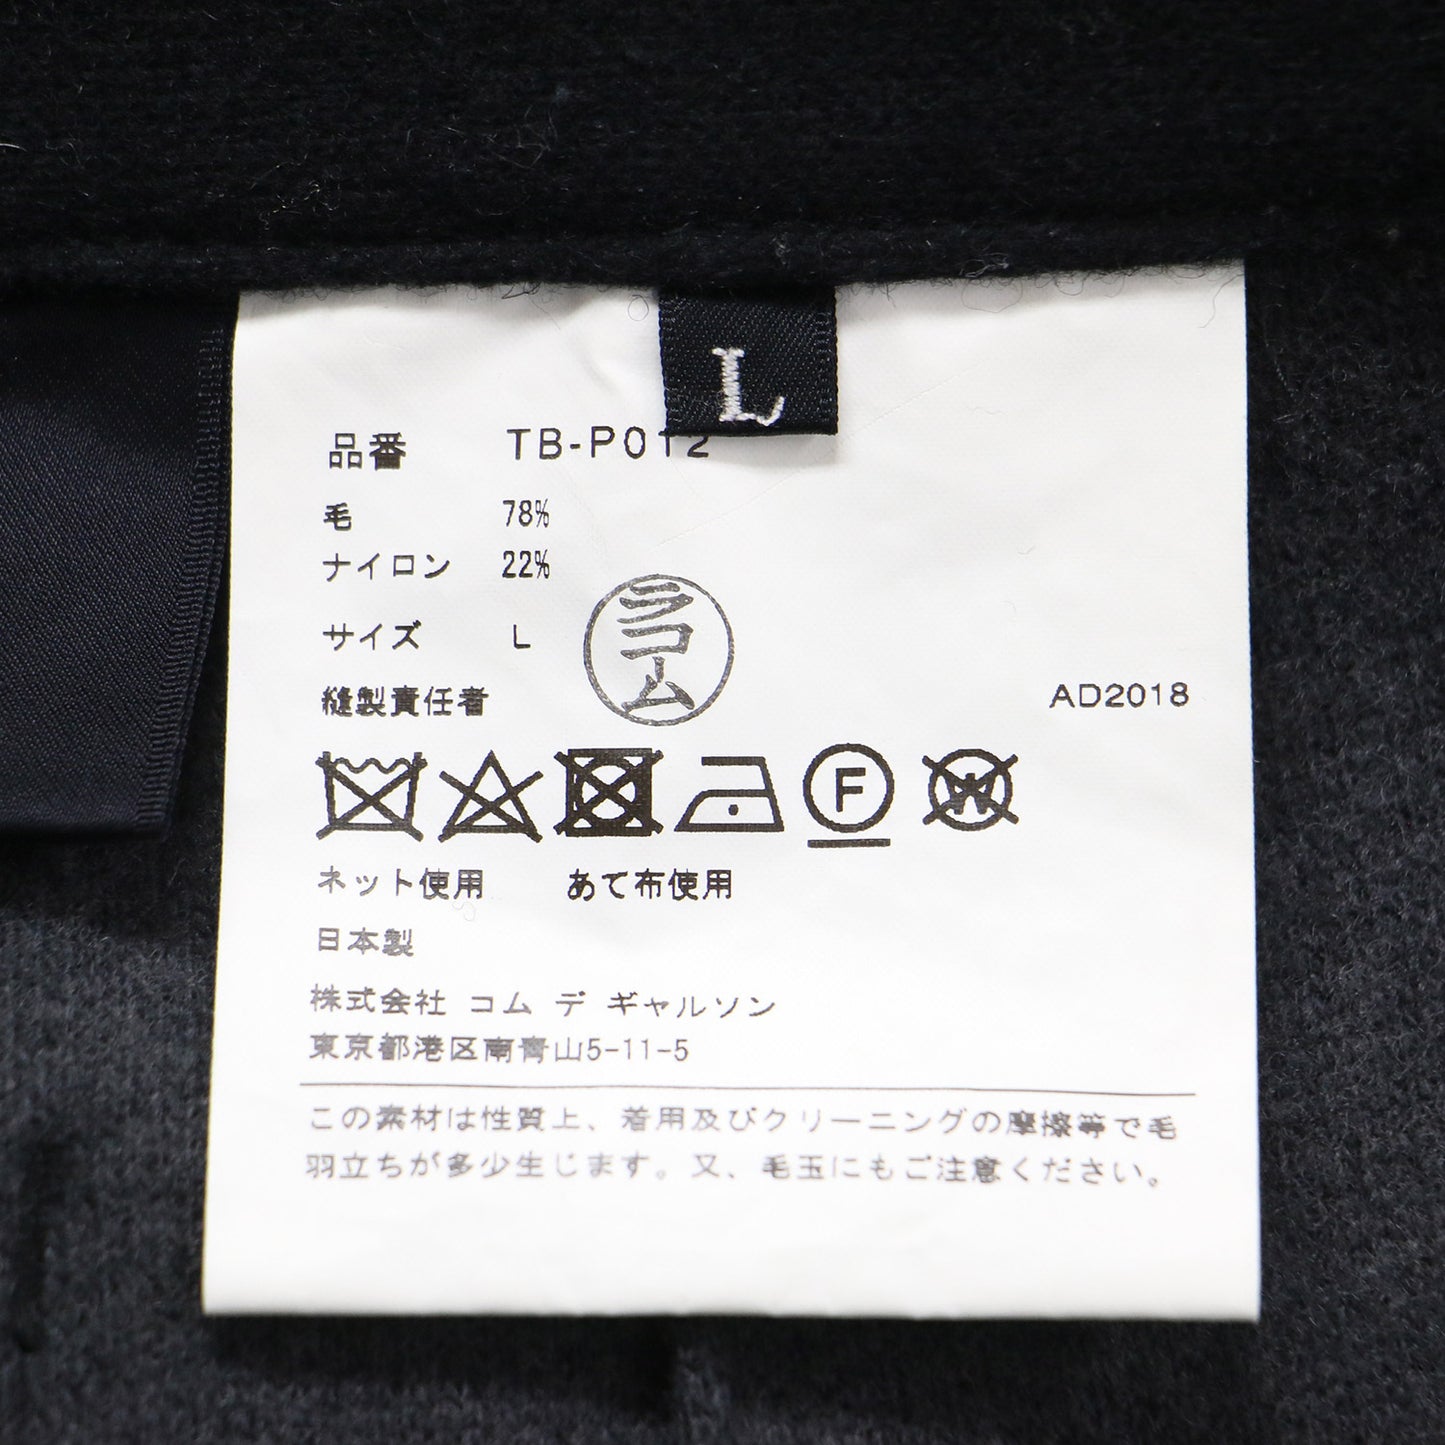 L
品番 TB-P012
毛 78%
ナイロン 22%
サイズ L
ラコム
縫製責任者
AD2018
F
W
ネット使用 あて布使用
日本製
株式会社 コム デ ギャルソン
東京都港区南青山5-11-5
この素材は性質上、着用及びクリーニングの摩擦等で毛
羽立ちが多少生じます。又、毛玉にもご注意ください。